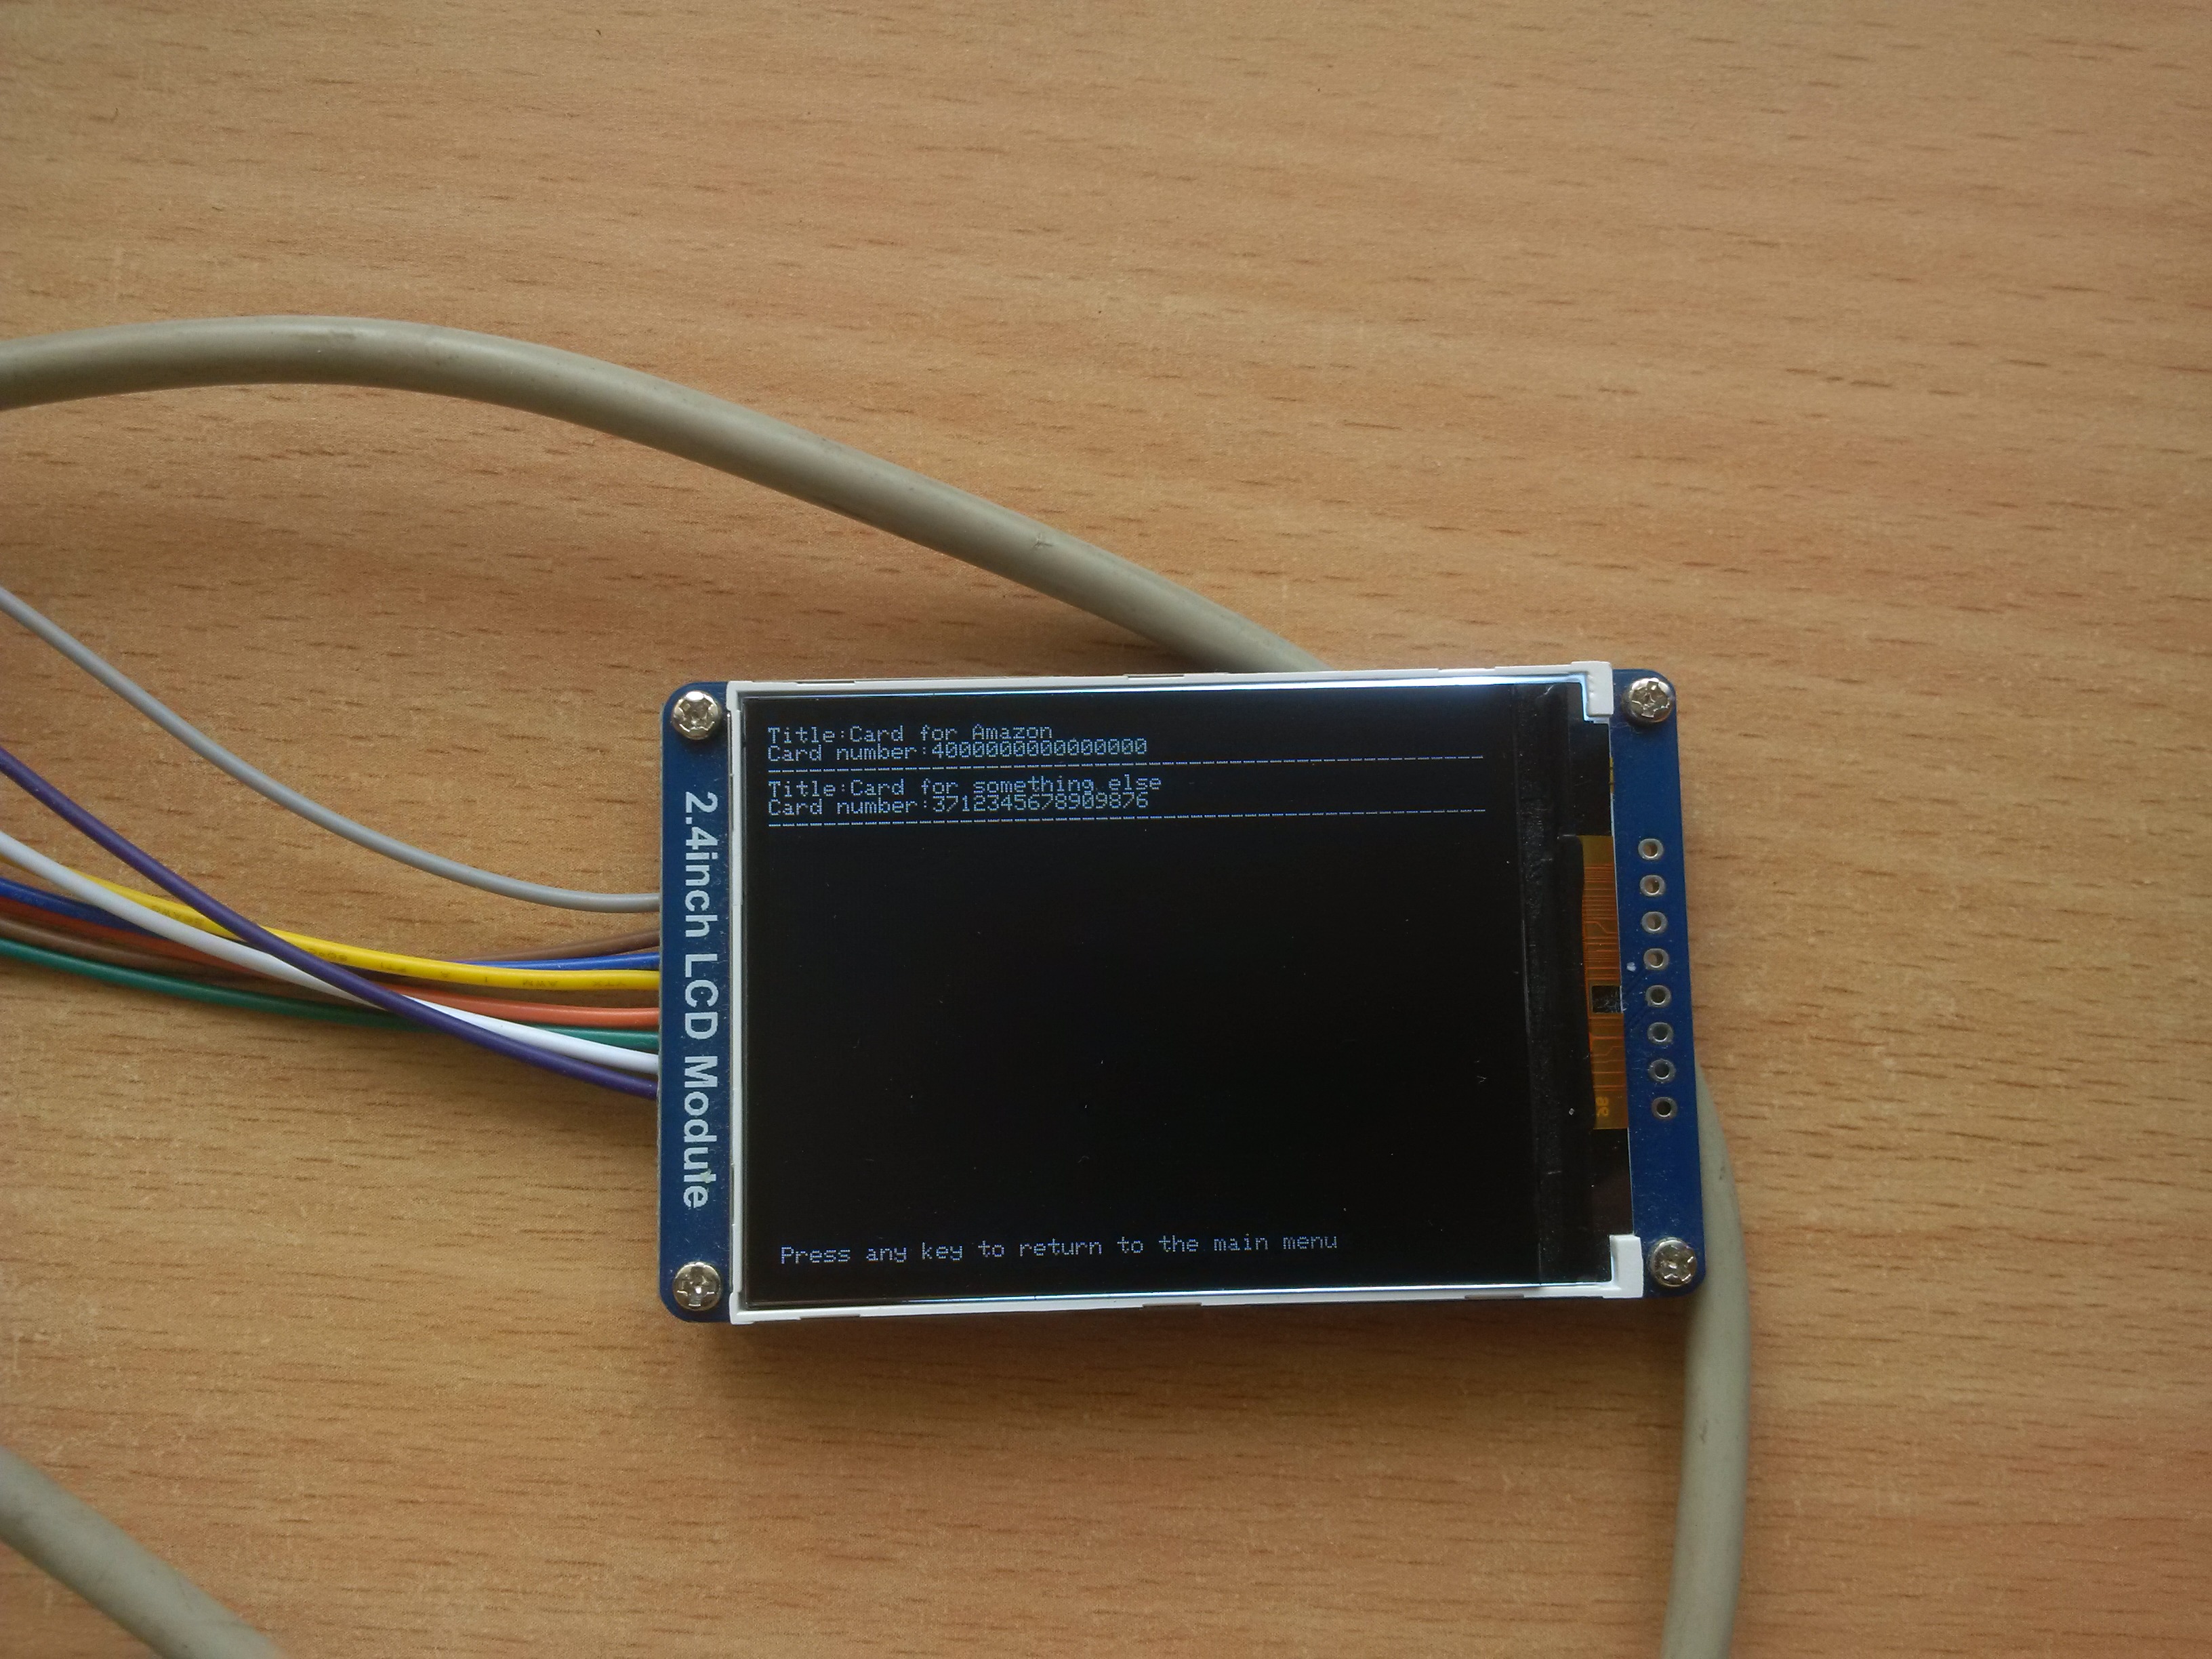 Title:Card for Amazon
Card number:4000000000000000
Title:Card for something else
Card number:3712345678909876
Press any key to return to the main menu
2.4inch LCD Module